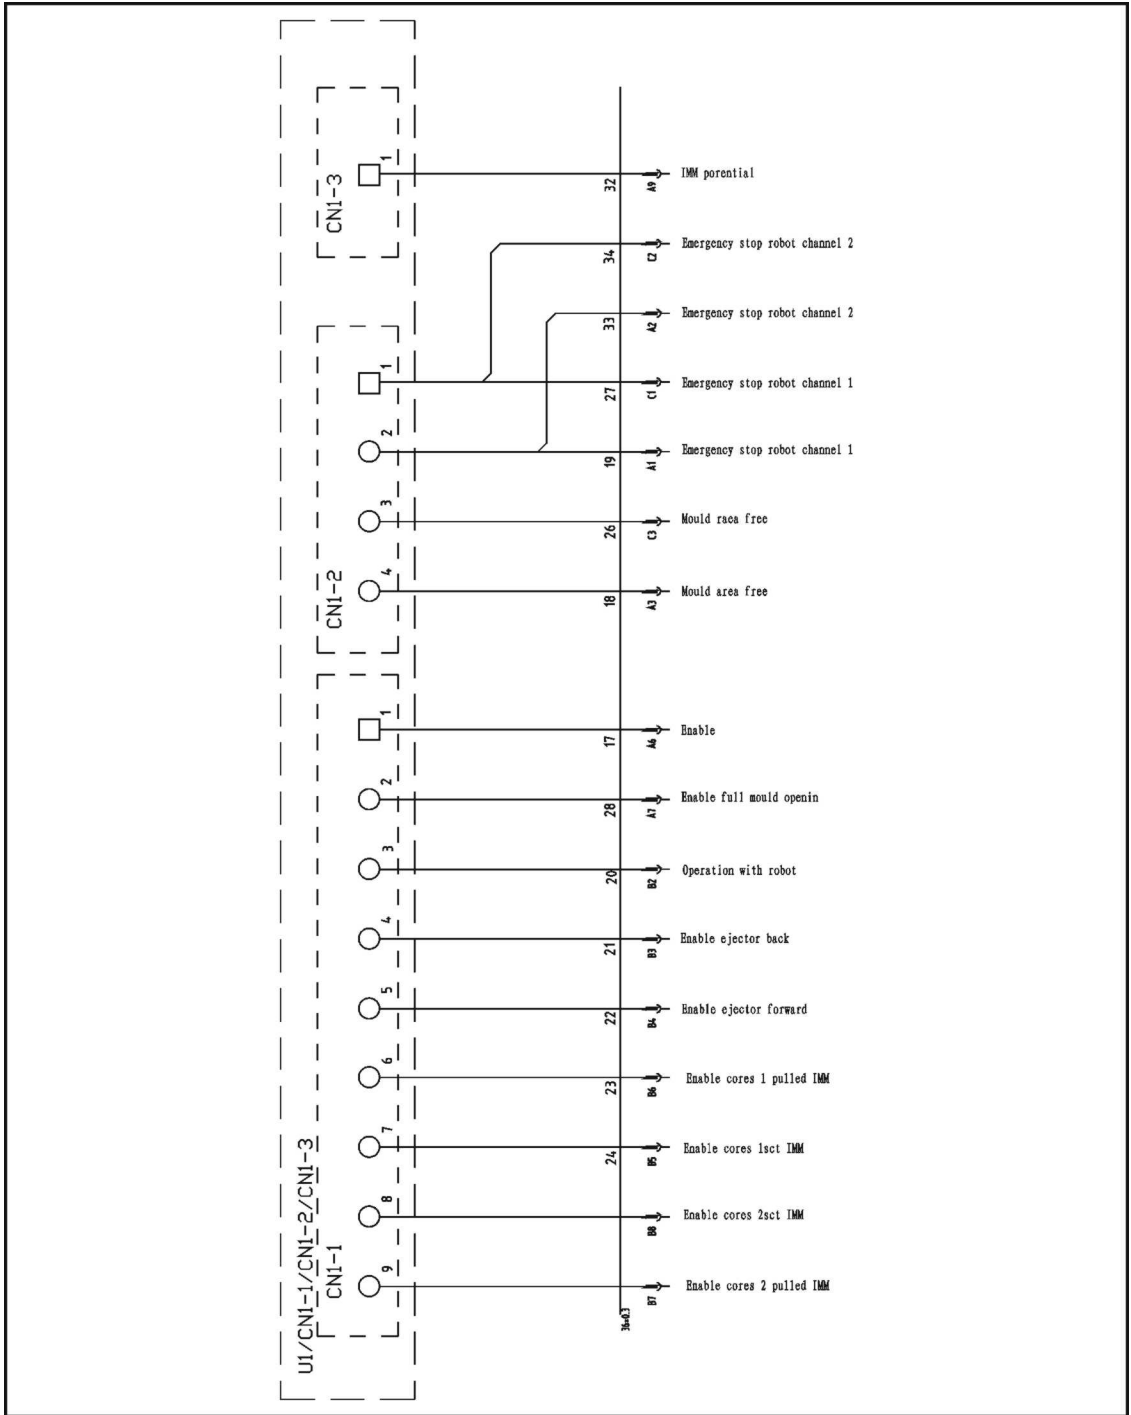 CN1-3
1
32
A9
IMM porential
34
C2
Emergency stop robot channel 2
33
A2
Emergency stop robot channel 2
CN1-2
1
27
C1
Emergency stop robot channel 1
2
19
A1
Emergency stop robot channel 1
3
26
C3
Mould raea free
4
18
A3
Mould area free
U1/CN1-1/CN1-2/CN1-3
CN1-1
1
17
A6
Enable
2
28
A7
Enable full mould openin
3
20
B2
Operation with robot
4
21
B3
Enable ejector back
5
22
B4
Enable ejector forward
6
23
B6
Enable cores 1 pulled IMM
7
24
B5
Enable cores 1sct IMM
8
B8
Enable cores 2sct IMM
9
B7
Enable cores 2 pulled IMM